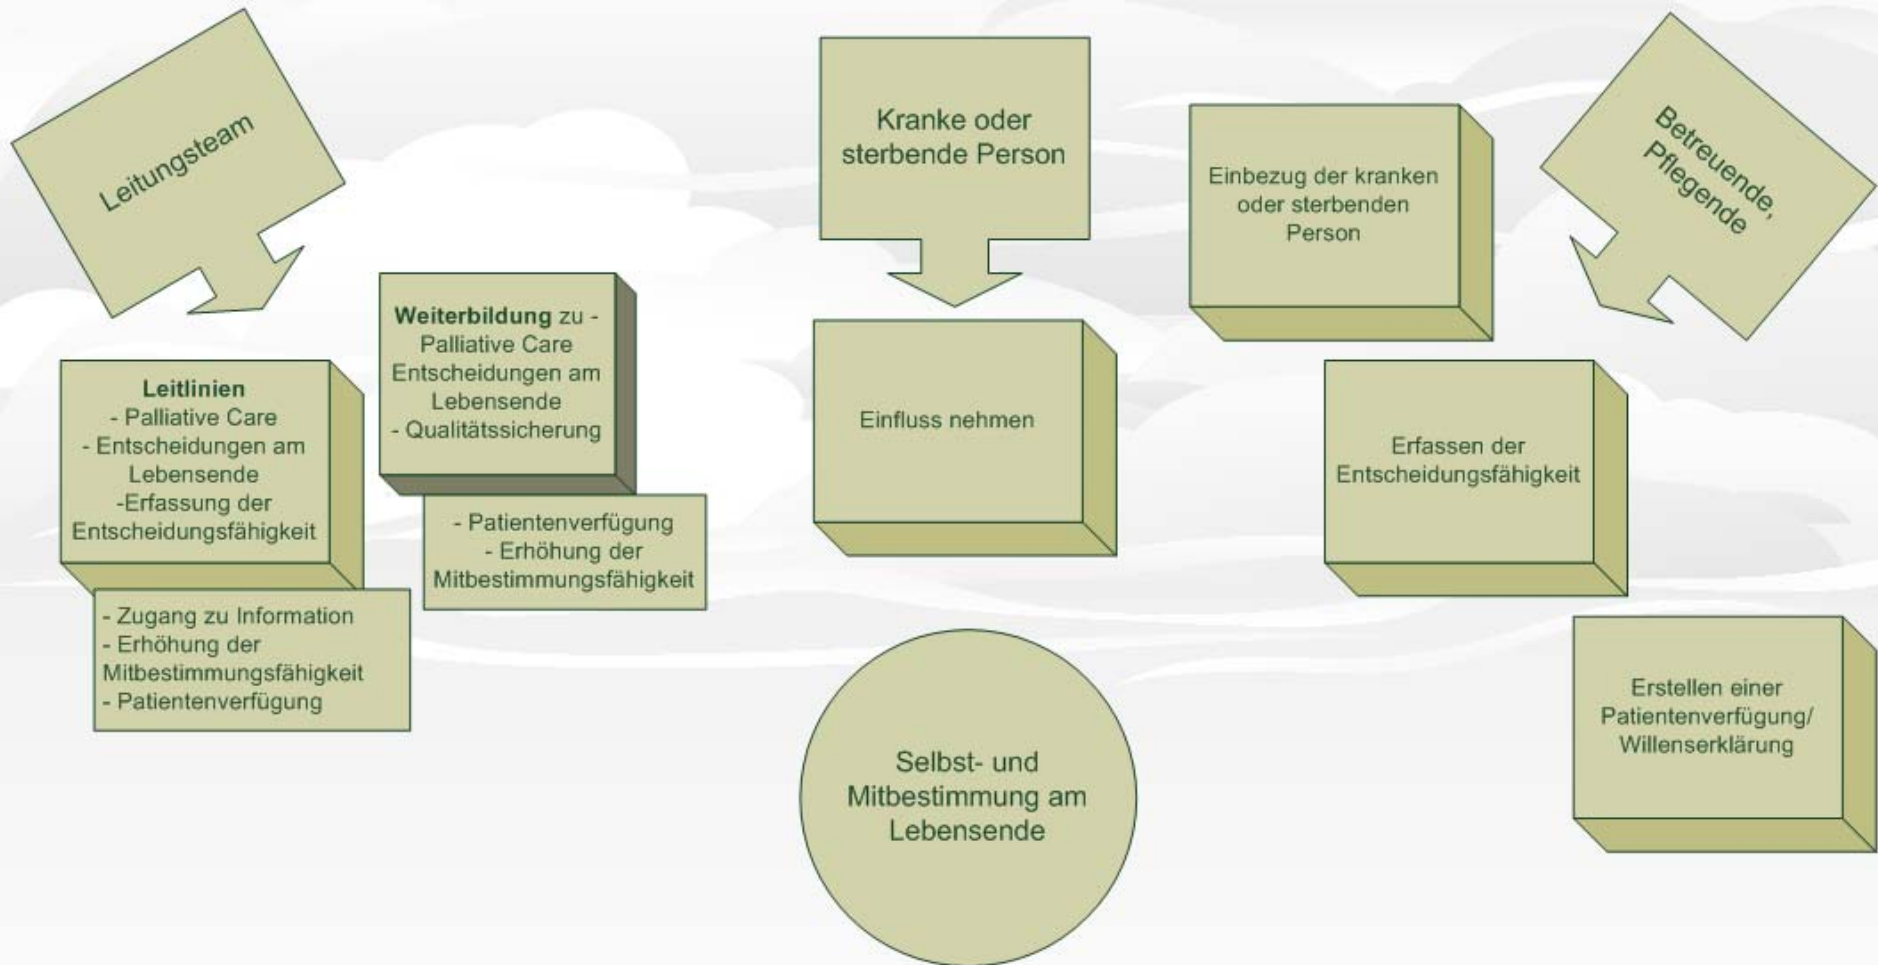 Leitungsteam
Leitlinien
- Palliative Care
- Entscheidungen am
Lebensende
-Erfassung der
Entscheidungsfähigkeit
- Zugang zu Information
- Erhöhung der
Mitbestimmungsfähigkeit
- Patientenverfügung
Weiterbildung zu -
Palliative Care
Entscheidungen am
Lebensende
- Qualitätssicherung
- Patientenverfügung
- Erhöhung der
Mitbestimmungsfähigkeit
Kranke oder
sterbende Person
Einfluss nehmen
Selbst- und
Mitbestimmung am
Lebensende
Betreuende,
Pflegende
Einbezug der kranken
oder sterbenden
Person
Erfassen der
Entscheidungsfähigkeit
Erstellen einer
Patientenverfügung/
Willenserklärung